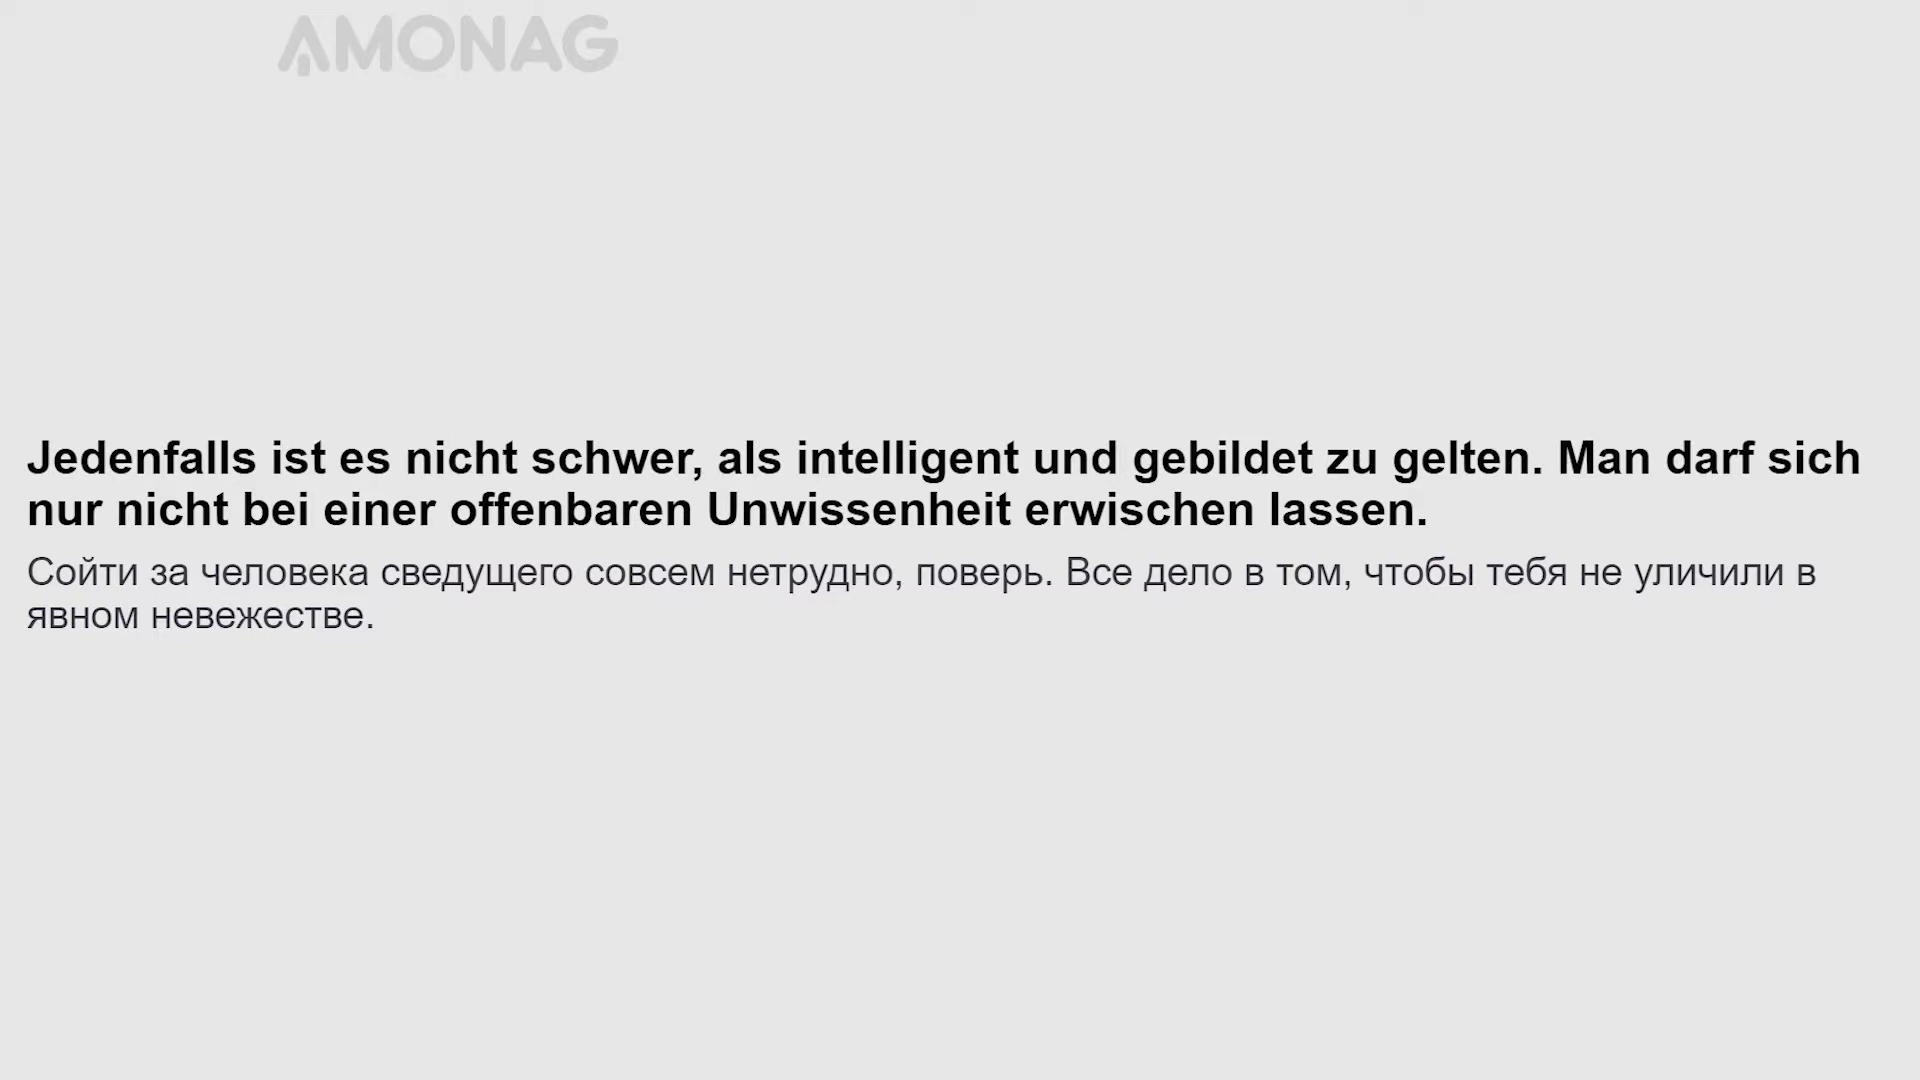 AMONAG
Jedenfalls ist es nicht schwer, als intelligent und gebildet zu gelten. Man darf sich
nur nicht bei einer offenbaren Unwissenheit erwischen lassen.
Сойти за человека сведущего совсем нетрудно, поверь. Все дело в том, чтобы тебя не уличили в
явном невежестве.